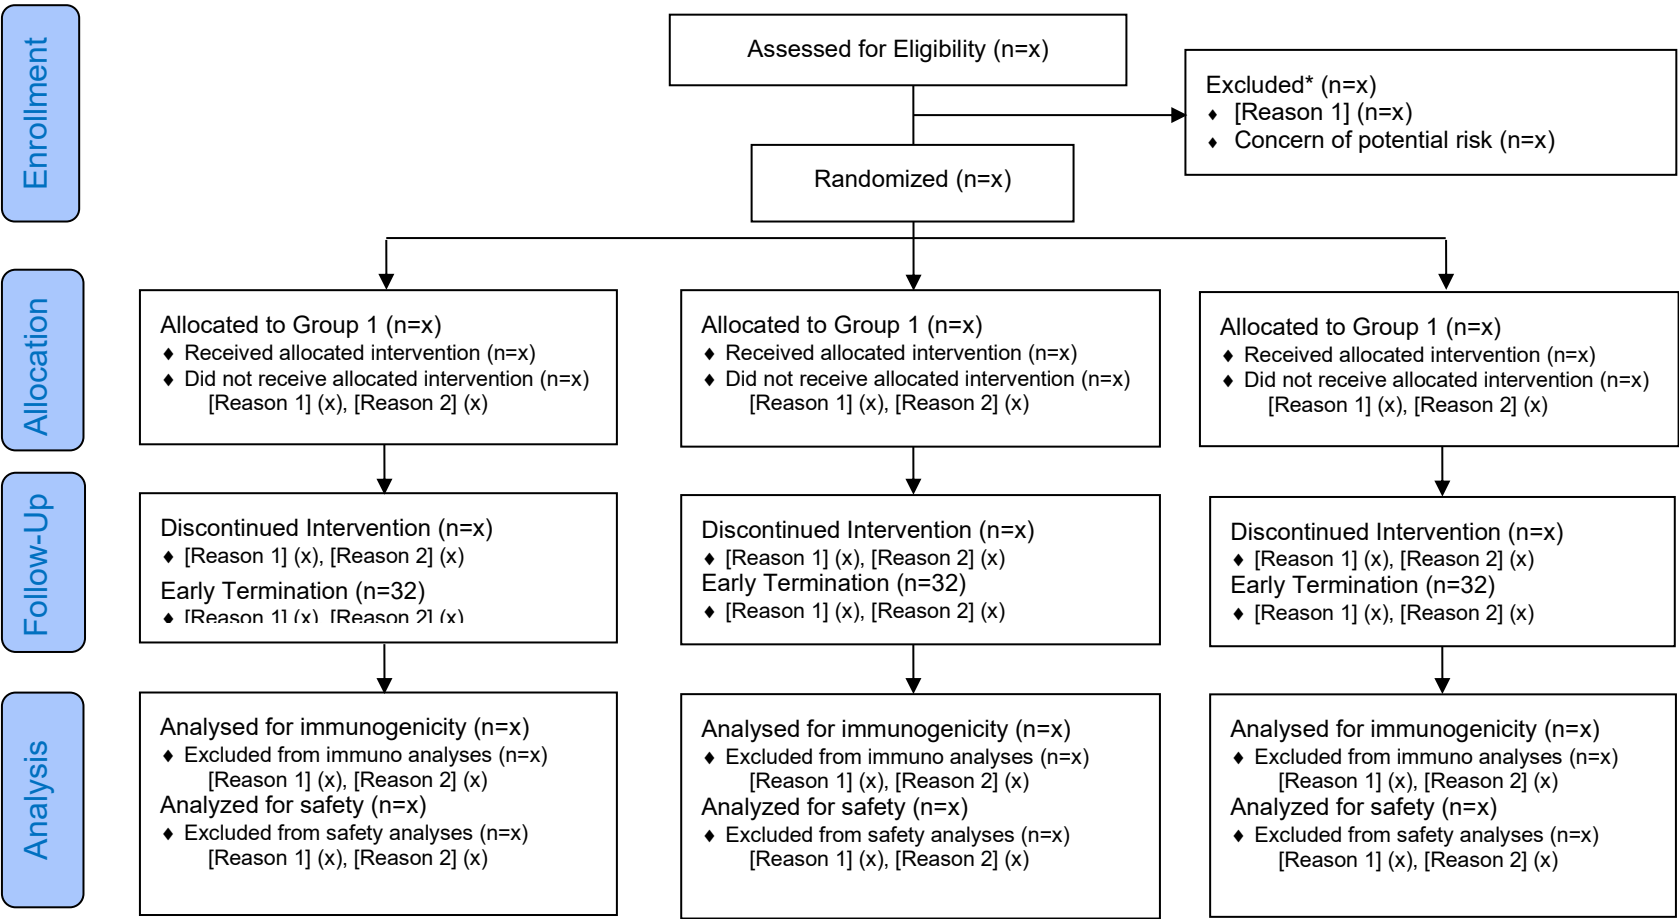 Enrollment
Assessed for Eligibility (n=x)
Excluded* (n=x)
♦ [Reason 1] (n=x)
♦ Concern of potential risk (n=x)
Randomized (n=x)
Allocation
Allocated to Group 1 (n=x)
♦ Received allocated intervention (n=x)
♦ Did not receive allocated intervention (n=x)
[Reason 1] (x), [Reason 2] (x)
Allocated to Group 1 (n=x)
♦ Received allocated intervention (n=x)
♦ Did not receive allocated intervention (n=x)
[Reason 1] (x), [Reason 2] (x)
Allocated to Group 1 (n=x)
♦ Received allocated intervention (n=x)
♦ Did not receive allocated intervention (n=x)
[Reason 1] (x), [Reason 2] (x)
Follow-Up
Discontinued Intervention (n=x)
♦ [Reason 1] (x), [Reason 2] (x)
Early Termination (n=32)
♦ [Reason 1] (x), [Reason 2] (x)
Discontinued Intervention (n=x)
♦ [Reason 1] (x), [Reason 2] (x)
Early Termination (n=32)
♦ [Reason 1] (x), [Reason 2] (x)
Discontinued Intervention (n=x)
♦ [Reason 1] (x), [Reason 2] (x)
Early Termination (n=32)
♦ [Reason 1] (x), [Reason 2] (x)
Analysis
Analysed for immunogenicity (n=x)
♦ Excluded from immuno analyses (n=x)
[Reason 1] (x), [Reason 2] (x)
Analyzed for safety (n=x)
♦ Excluded from safety analyses (n=x)
[Reason 1] (x), [Reason 2] (x)
Analysed for immunogenicity (n=x)
♦ Excluded from immuno analyses (n=x)
[Reason 1] (x), [Reason 2] (x)
Analyzed for safety (n=x)
♦ Excluded from safety analyses (n=x)
[Reason 1] (x), [Reason 2] (x)
Analysed for immunogenicity (n=x)
♦ Excluded from immuno analyses (n=x)
[Reason 1] (x), [Reason 2] (x)
Analyzed for safety (n=x)
♦ Excluded from safety analyses (n=x)
[Reason 1] (x), [Reason 2] (x)